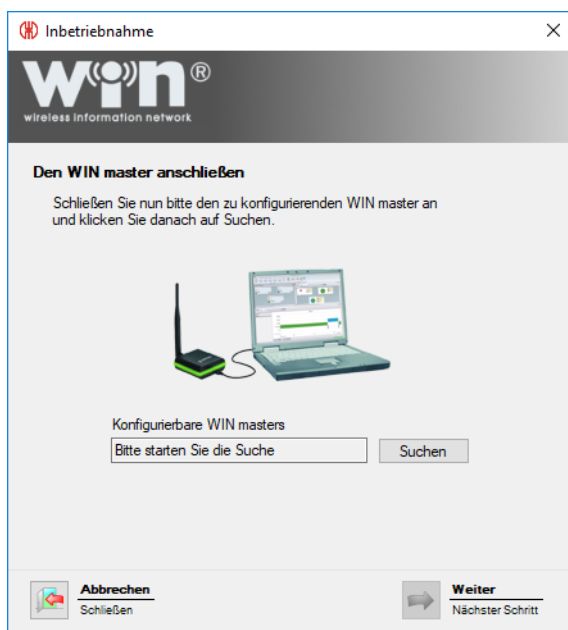 Inbetriebnahme
WIN®
wireless information network
Den WIN master anschließen
Schließen Sie nun bitte den zu konfigurierenden WIN master an
und klicken Sie danach auf Suchen.
Konfigurierbare WIN masters
Bitte starten Sie die Suche
Suchen
Abbrechen
Schließen
Weiter
Nächster Schritt